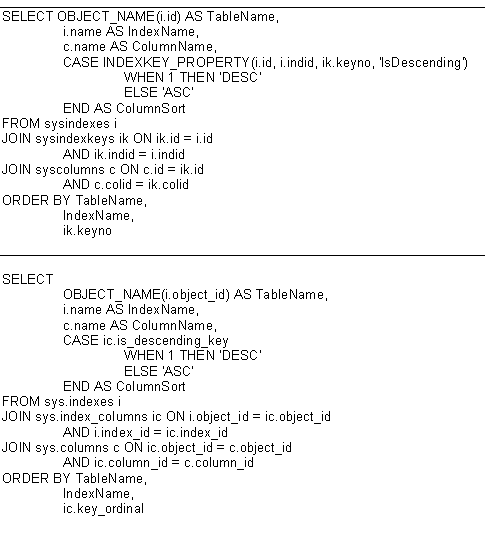 SELECT OBJECT_NAME(i.id) AS TableName,
i.name AS IndexName,
c.name AS ColumnName,
CASE INDEXKEY_PROPERTY(i.id, i.indid, ik.keyno, 'IsDescending')
WHEN 1 THEN 'DESC'
ELSE 'ASC'
END AS ColumnSort
FROM sysindexes i
JOIN sysindexkeys ik ON ik.id = i.id
AND ik.indid = i.indid
JOIN syscolumns c ON c.id = ik.id
AND c.colid = ik.colid
ORDER BY TableName,
IndexName,
ik.keyno
SELECT
OBJECT_NAME(i.object_id) AS TableName,
i.name AS IndexName,
c.name AS ColumnName,
CASE ic.is_descending_key
WHEN 1 THEN 'DESC'
ELSE 'ASC'
END AS ColumnSort
FROM sys.indexes i
JOIN sys.index_columns ic ON i.object_id = ic.object_id
AND i.index_id = ic.index_id
JOIN sys.columns c ON ic.object_id = c.object_id
AND ic.column_id = c.column_id
ORDER BY TableName,
IndexName,
ic.key_ordinal